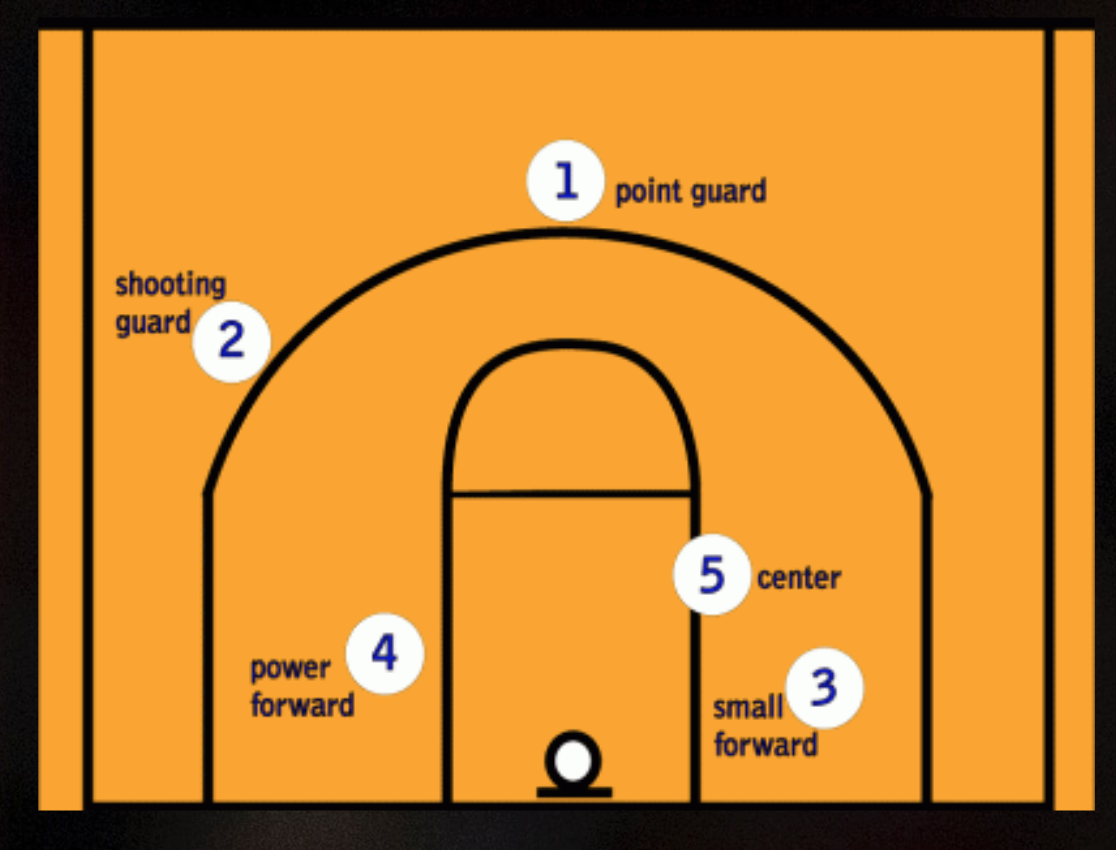 1 point guard
shooting
guard 2
5 center
4
power
forward
3
small
forward